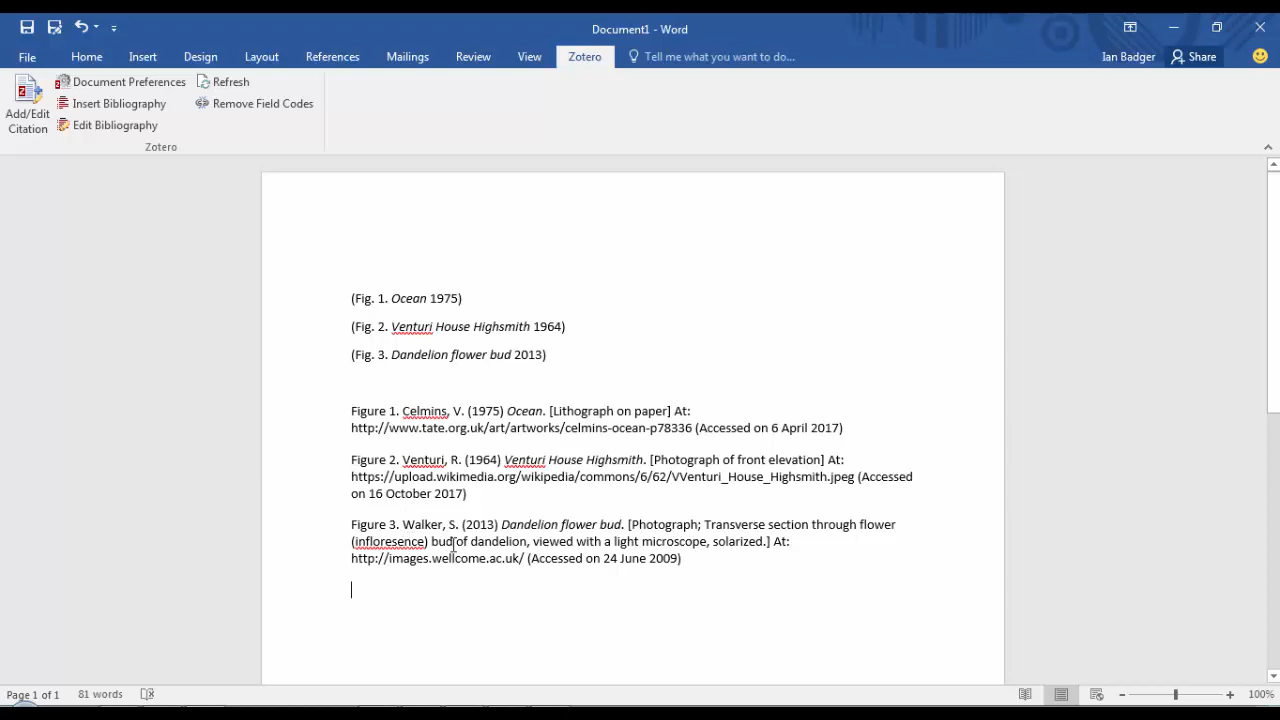 Document1 - Word
File Home Insert Design Layout References Mailings Review View Zotero Tell me what you want to do... Ian Badger Share
Add/Edit Citation
Document Preferences Refresh
Insert Bibliography Remove Field Codes
Edit Bibliography
Zotero
(Fig. 1. Ocean 1975)
(Fig. 2. Venturi House Highsmith 1964)
(Fig. 3. Dandelion flower bud 2013)
Figure 1. Celmins, V. (1975) Ocean. [Lithograph on paper] At:
http://www.tate.org.uk/art/artworks/celmins-ocean-p78336 (Accessed on 6 April 2017)
Figure 2. Venturi, R. (1964) Venturi House Highsmith. [Photograph of front elevation] At:
https://upload.wikimedia.org/wikipedia/commons/6/62/VVenturi_House_Highsmith.jpeg (Accessed
on 16 October 2017)
Figure 3. Walker, S. (2013) Dandelion flower bud. [Photograph; Transverse section through flower
(infloresence) bud of dandelion, viewed with a light microscope, solarized.] At:
http://images.wellcome.ac.uk/ (Accessed on 24 June 2009)
Page 1 of 1 81 words 100%